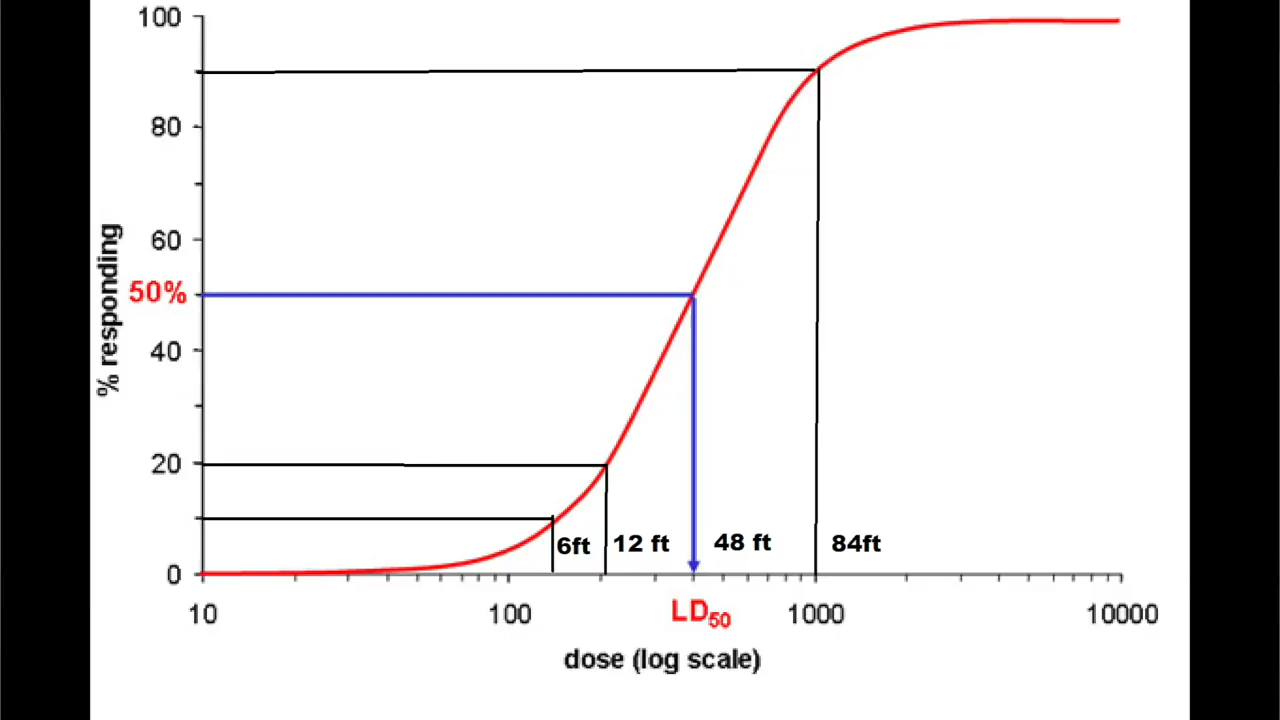 100
80
60
50%
40
20
0
% responding
6ft 12 ft 48 ft 84ft
10 100 LD50 1000 10000
dose (log scale)